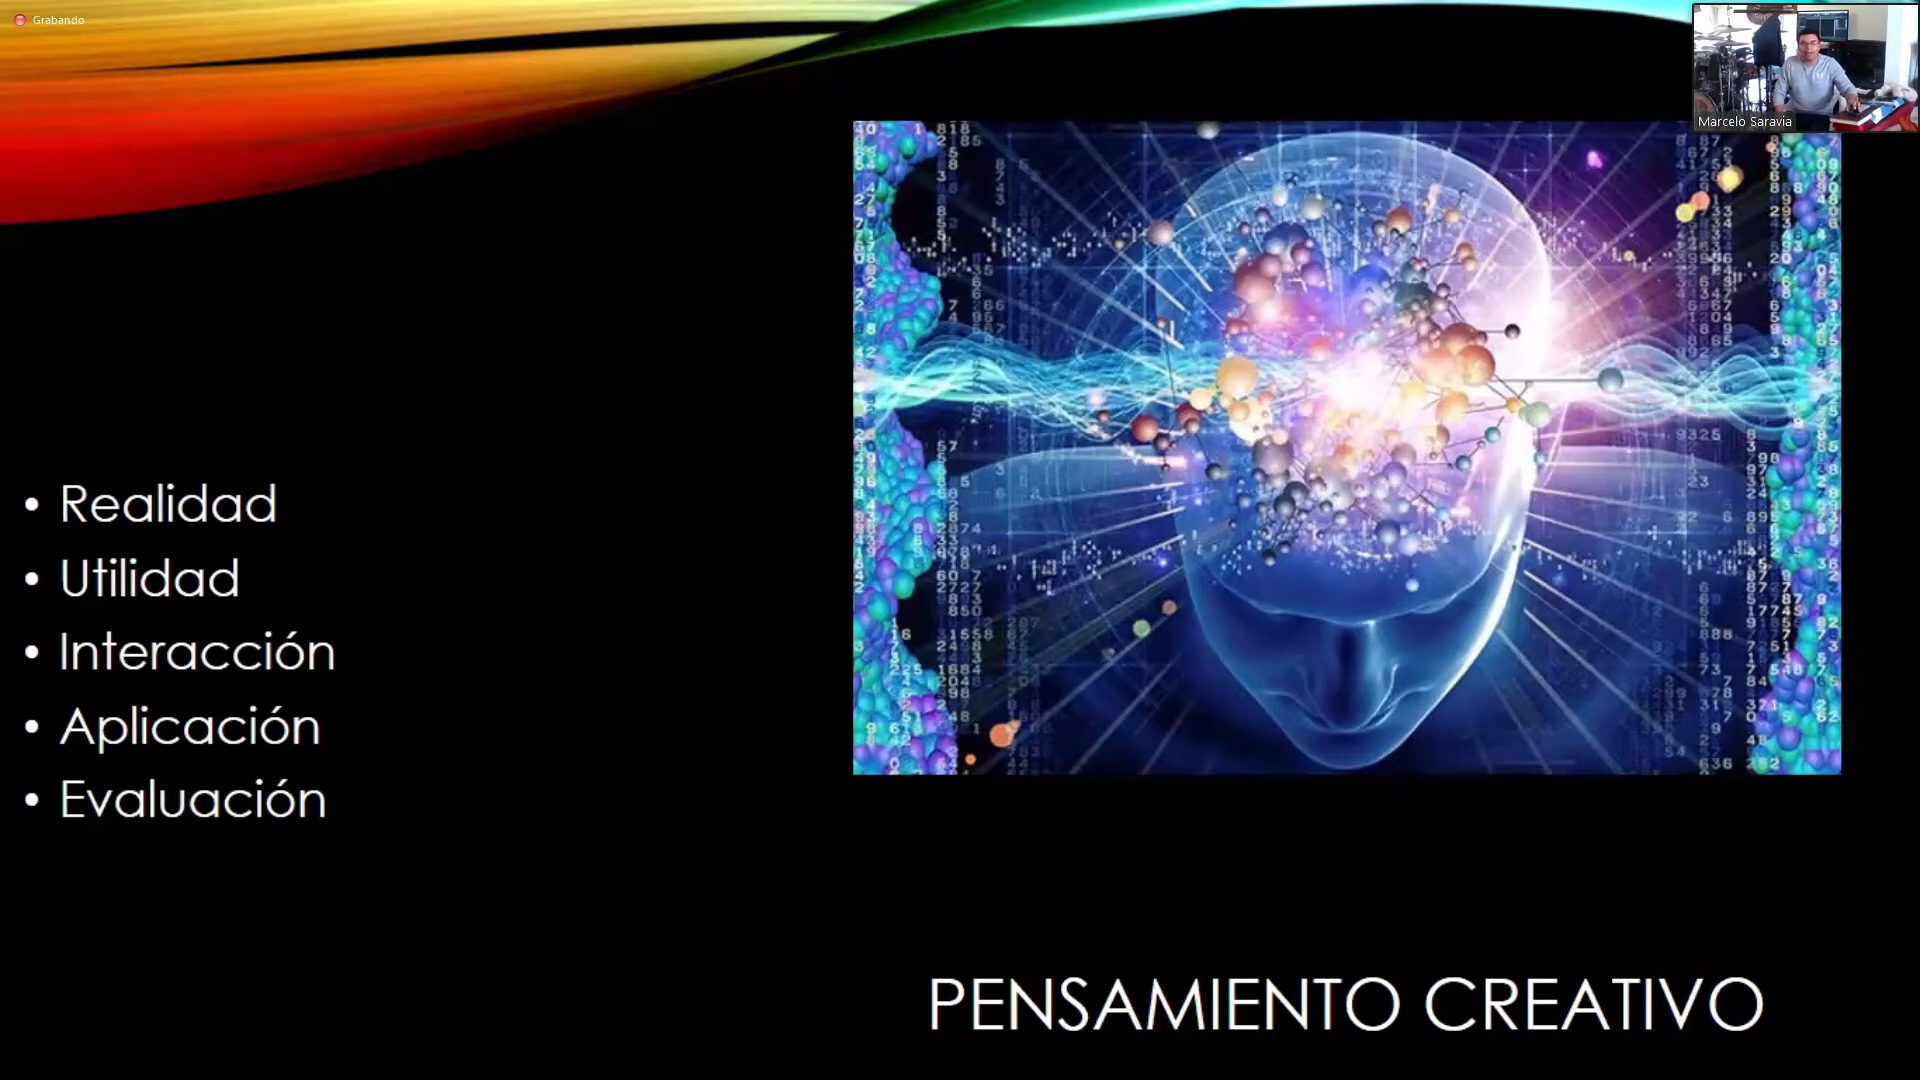 Grabando
Marcelo Saravia
• Realidad
• Utilidad
• Interacción
• Aplicación
• Evaluación
PENSAMIENTO CREATIVO